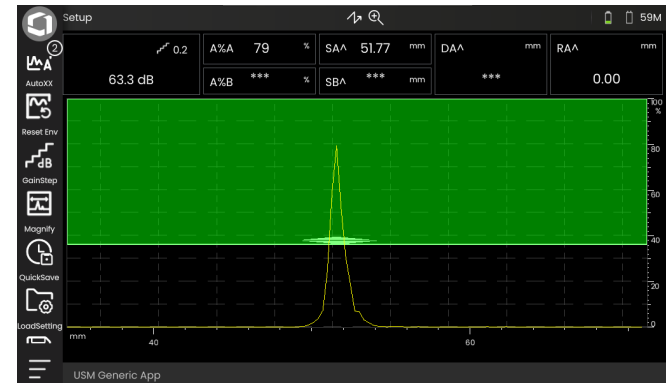 Setup
59M
2
AutoXX
0.2
63.3 dB
A%A 79 %
A%B *** %
SA^ 51.77 mm
SB^ *** mm
DA^ mm
***
RA^ mm
0.00
Reset Env
dB
GainStep
Magnify
QuickSave
LoadSetting
100
%
80
60
40
20
0
mm
40
60
USM Generic App